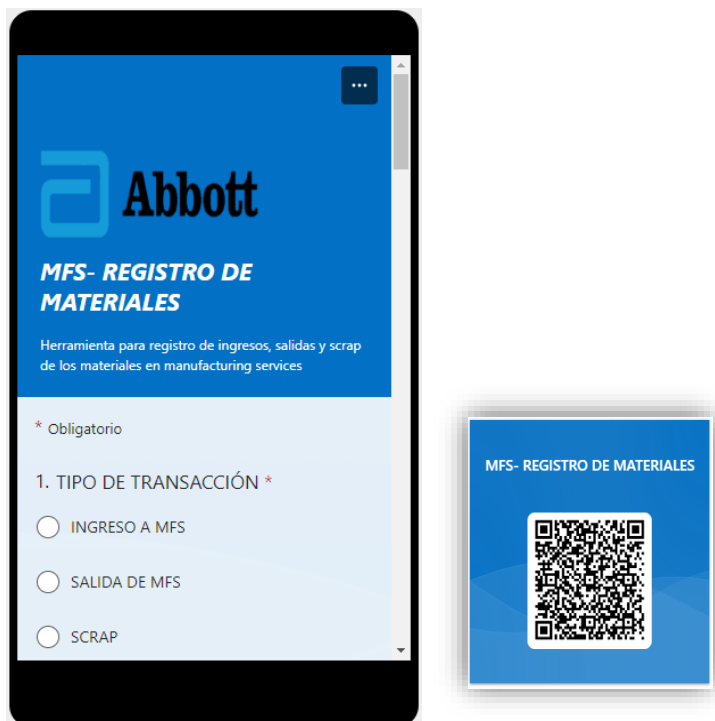 Abbott
MFS- REGISTRO DE
MATERIALES
Herramienta para registro de ingresos, salidas y scrap
de los materiales en manufacturing services
* Obligatorio
1. TIPO DE TRANSACCIÓN *
INGRESO A MFS
SALIDA DE MFS
SCRAP
MFS- REGISTRO DE MATERIALES